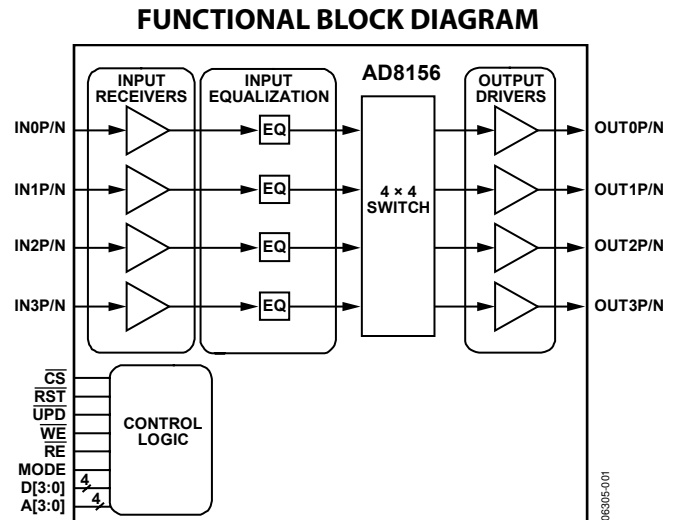 FUNCTIONAL BLOCK DIAGRAM
AD8156
INPUT
RECEIVERS
INPUT
EQUALIZATION
OUTPUT
DRIVERS
IN0P/N
EQ
OUT0P/N
IN1P/N
EQ
OUT1P/N
4 × 4
SWITCH
IN2P/N
EQ
OUT2P/N
IN3P/N
EQ
OUT3P/N
CS
RST
UPD
WE
RE
MODE
D[3:0]
4
A[3:0]
4
CONTROL
LOGIC
06305-001